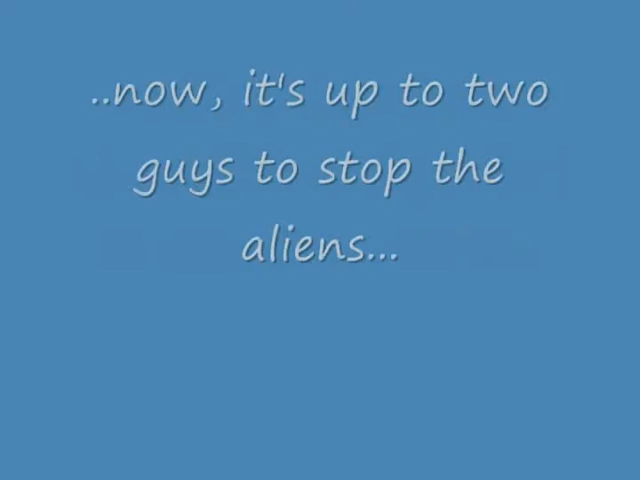 ..now, it's up to two
guys to stop the
aliens...